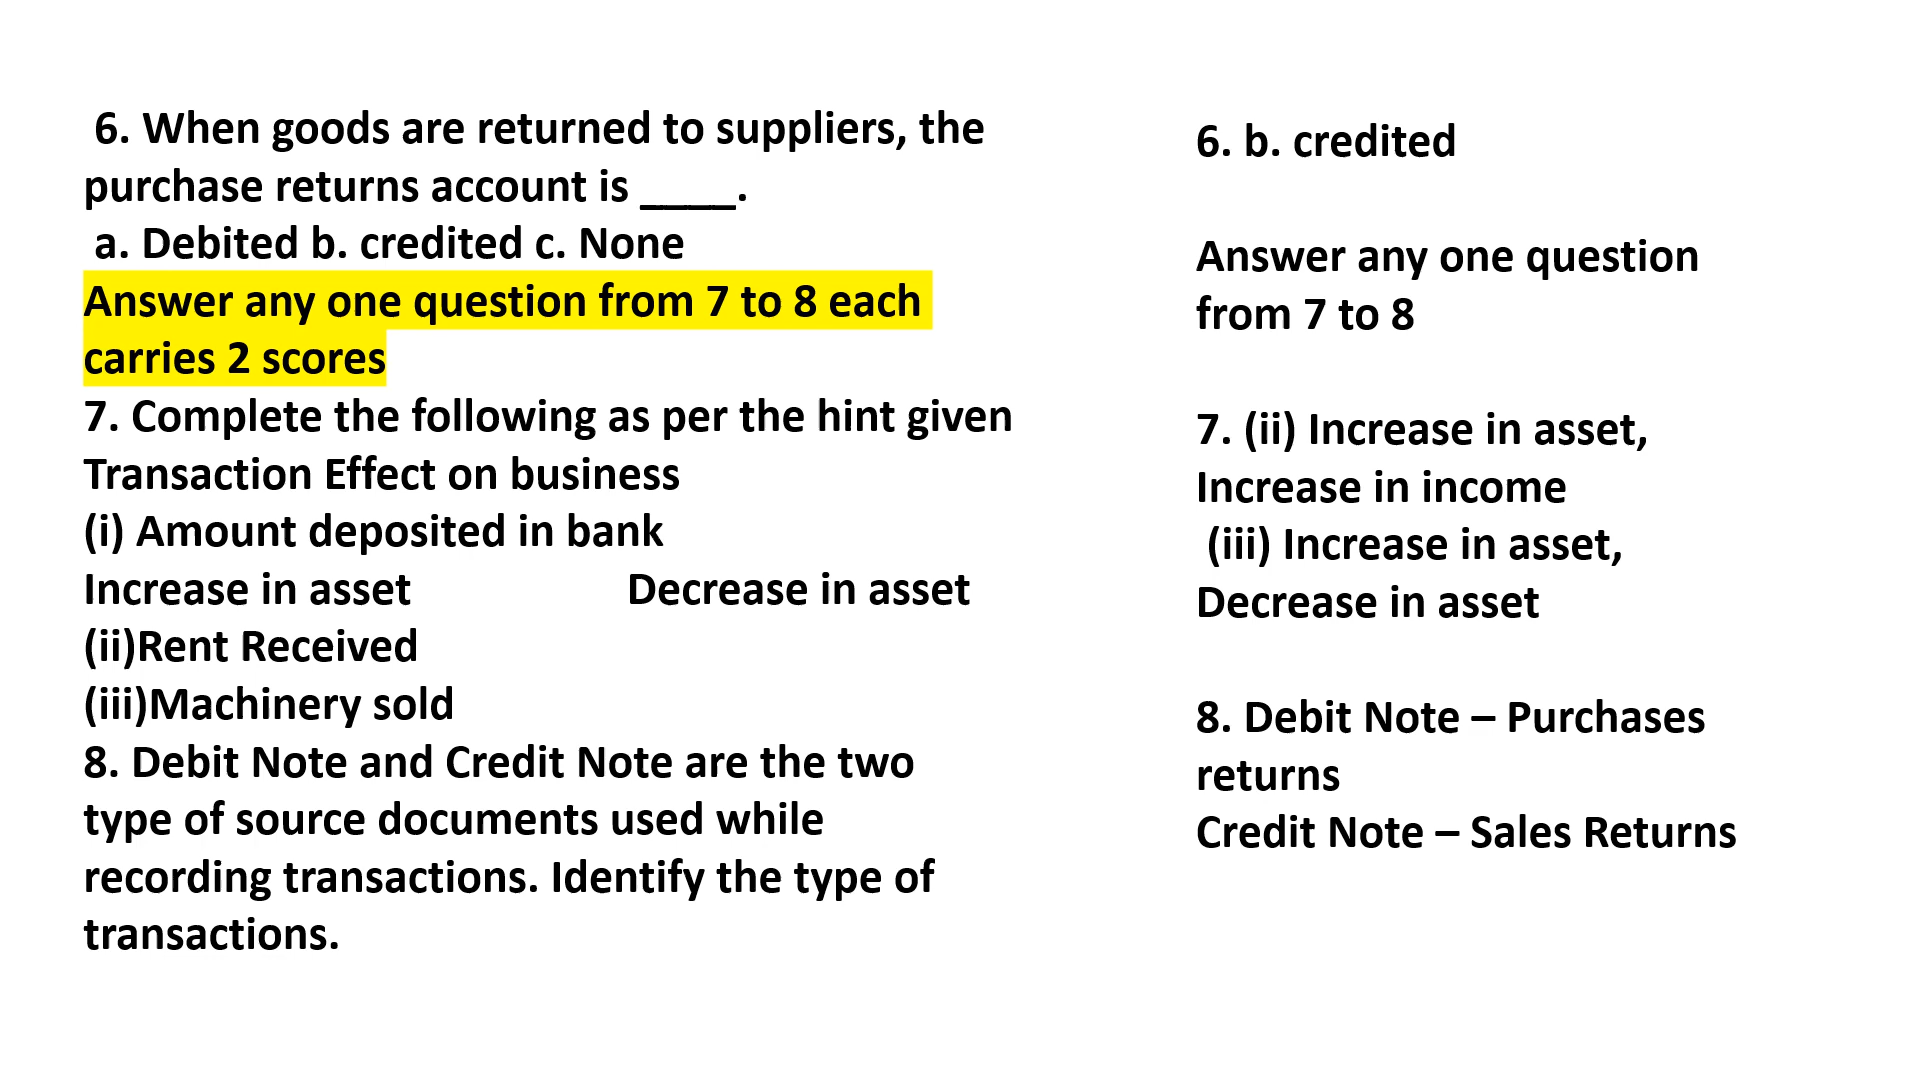 6. When goods are returned to suppliers, the
purchase returns account is ____.
a. Debited b. credited c. None
Answer any one question from 7 to 8 each
carries 2 scores
7. Complete the following as per the hint given
Transaction Effect on business
(i) Amount deposited in bank
Increase in asset Decrease in asset
(ii)Rent Received
(iii)Machinery sold
8. Debit Note and Credit Note are the two
type of source documents used while
recording transactions. Identify the type of
transactions.
6. b. credited
Answer any one question
from 7 to 8
7. (ii) Increase in asset,
Increase in income
(iii) Increase in asset,
Decrease in asset
8. Debit Note – Purchases
returns
Credit Note – Sales Returns